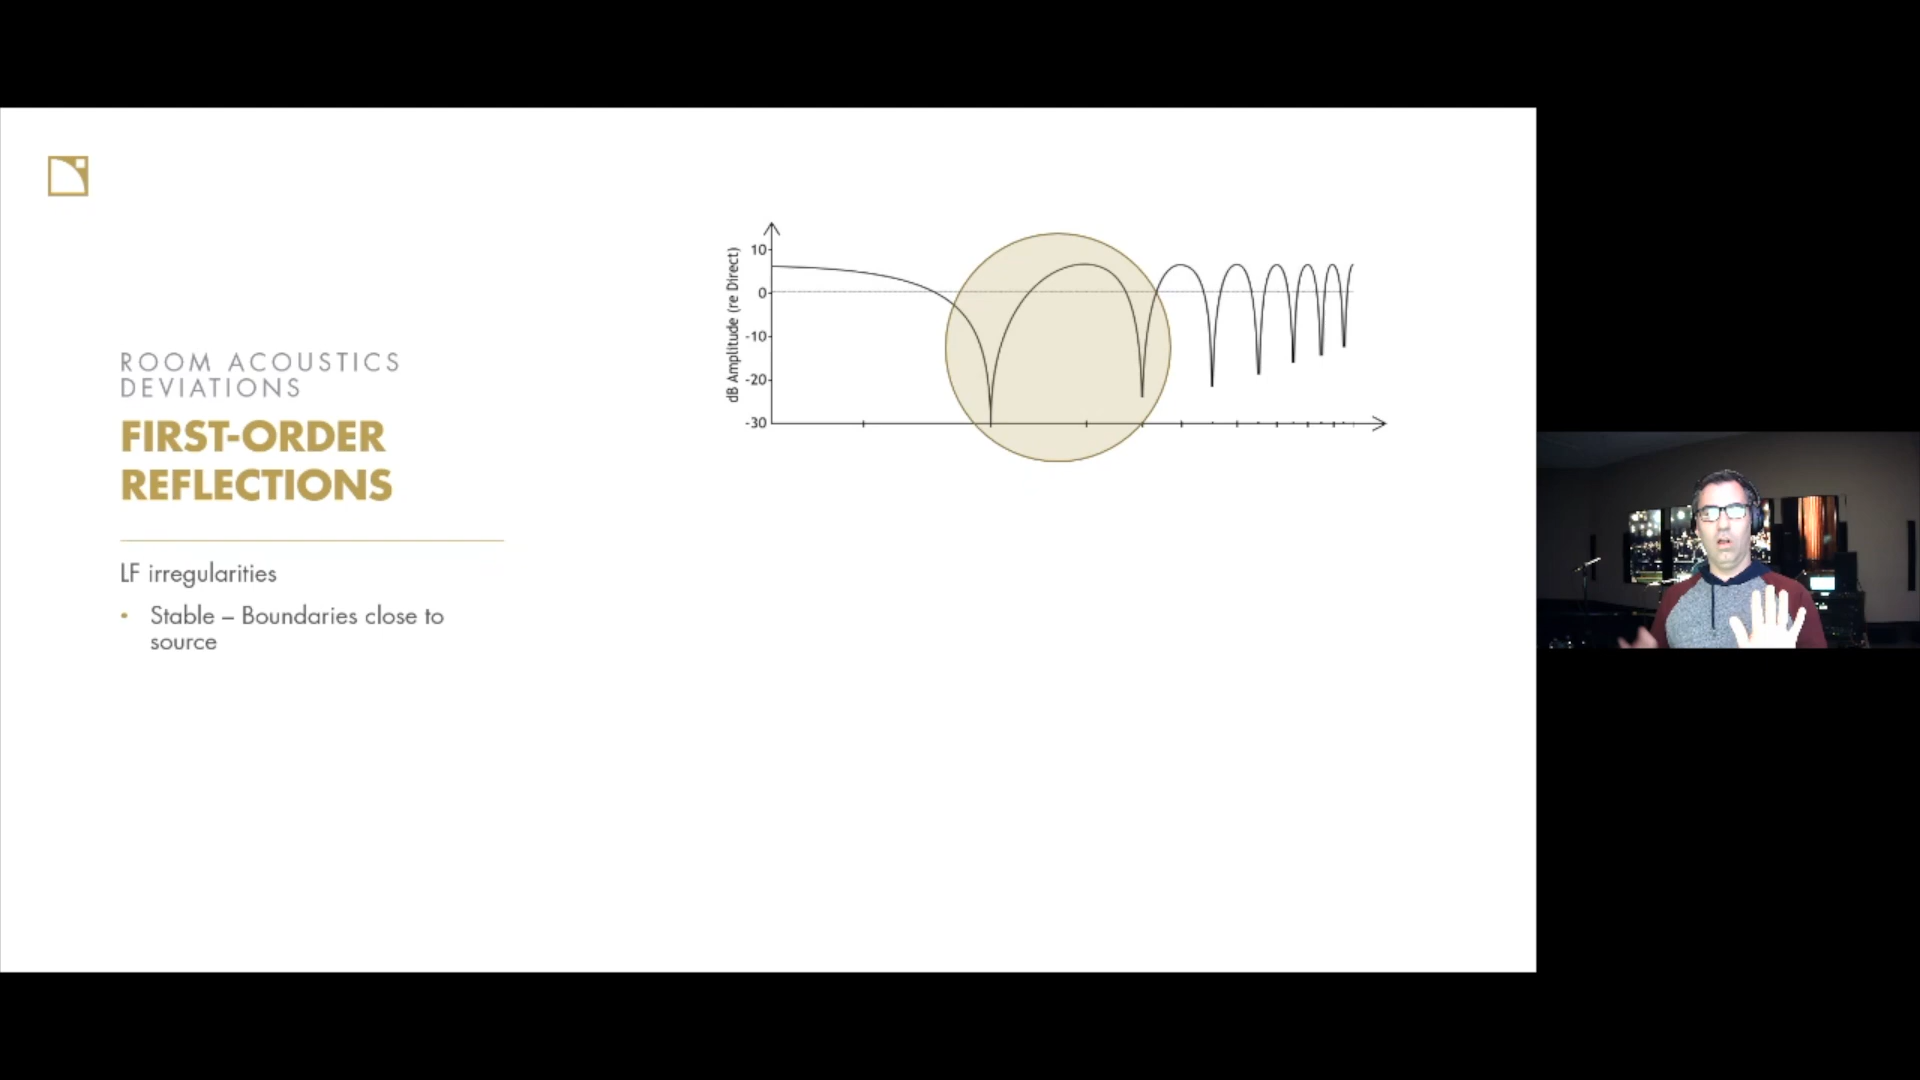 ROOM ACOUSTICS
DEVIATIONS
FIRST-ORDER
REFLECTIONS
LF irregularities
• Stable – Boundaries close to
source
dB Amplitude (re Direct)
10
0
-10
-20
-30